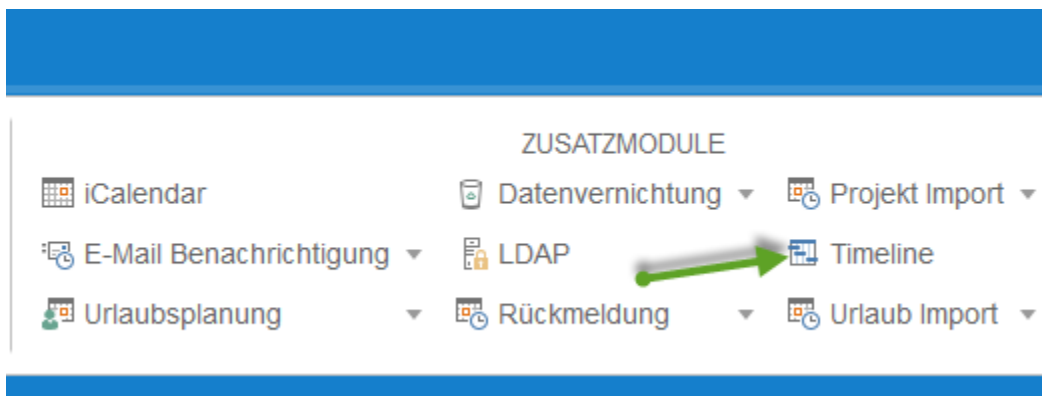 ZUSATZMODULE
iCalendar Datenvernichtung Projekt Import
E-Mail Benachrichtigung LDAP Timeline
Urlaubsplanung Rückmeldung Urlaub Import